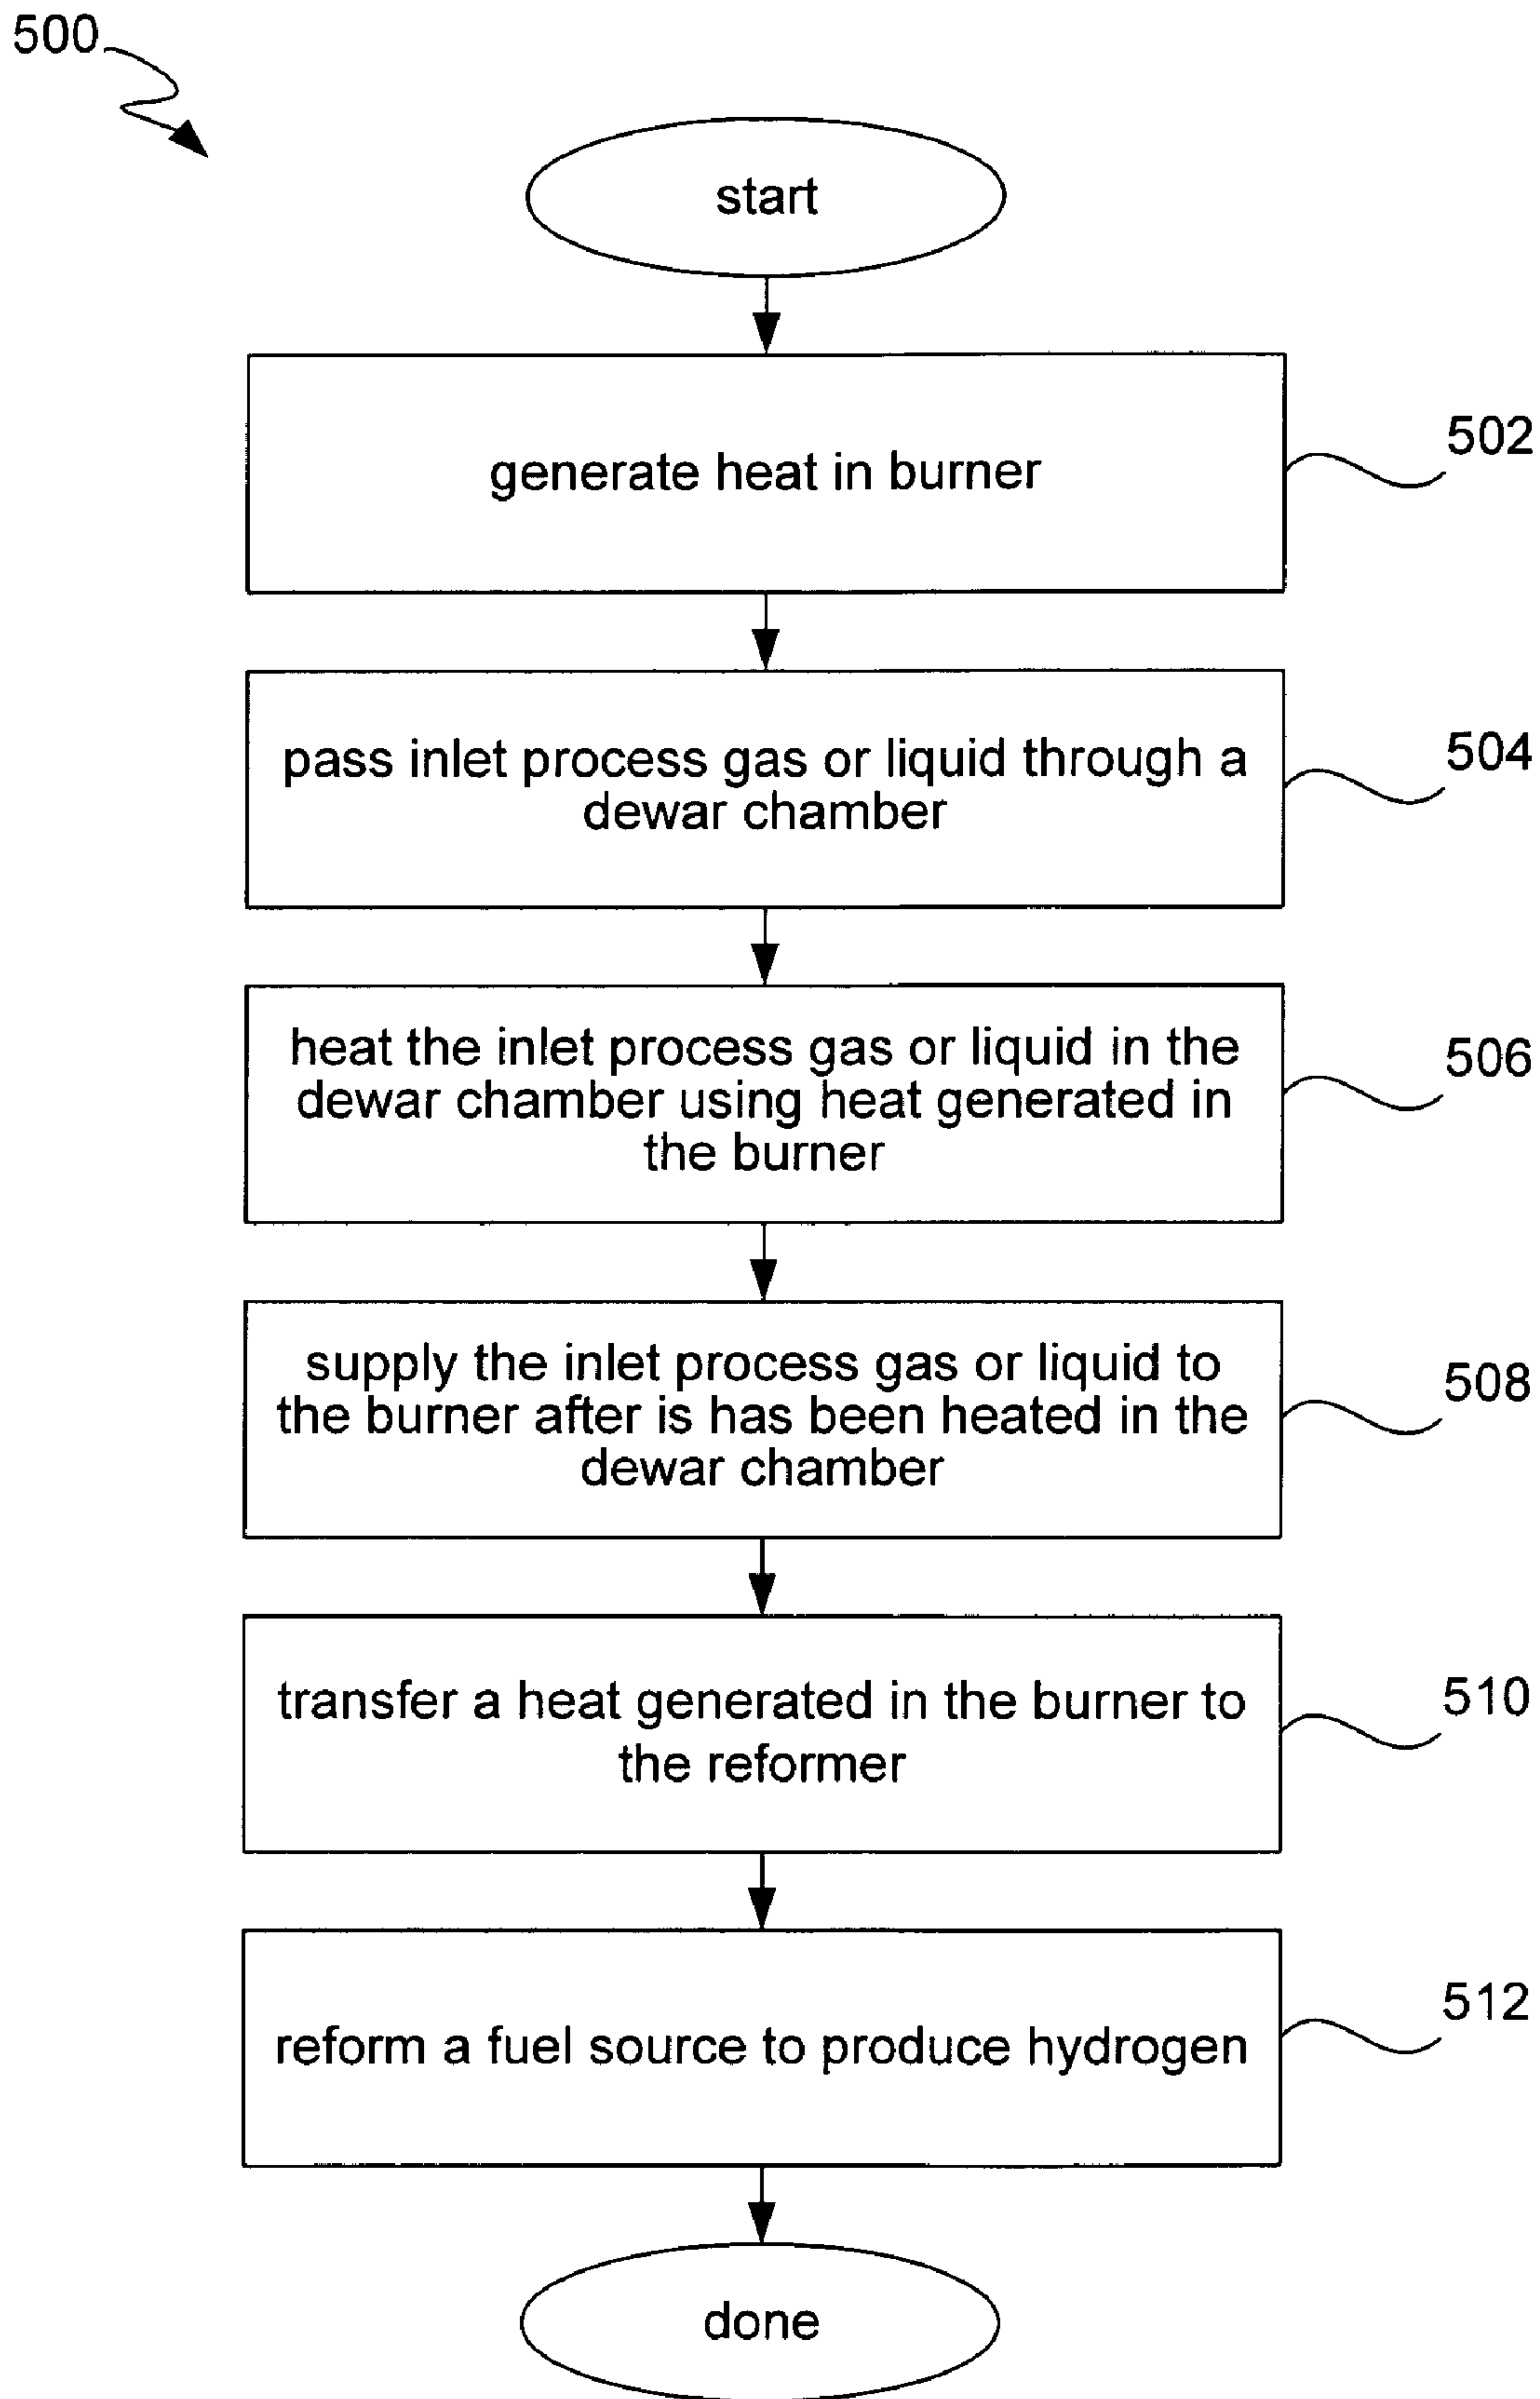 500
start
generate heat in burner
502
pass inlet process gas or liquid through a
dewar chamber
504
heat the inlet process gas or liquid in the
dewar chamber using heat generated in
the burner
506
supply the inlet process gas or liquid to
the burner after is has been heated in the
dewar chamber
508
transfer a heat generated in the burner to
the reformer
510
reform a fuel source to produce hydrogen
512
done